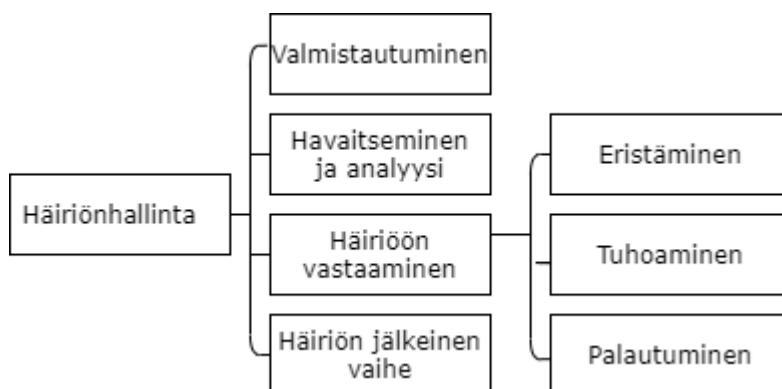 Häiriönhallinta
Valmistautuminen
Havaitseminen
ja analyysi
Häiriöön
vastaaminen
Häiriön jälkeinen
vaihe
Eristäminen
Tuhoaminen
Palautuminen